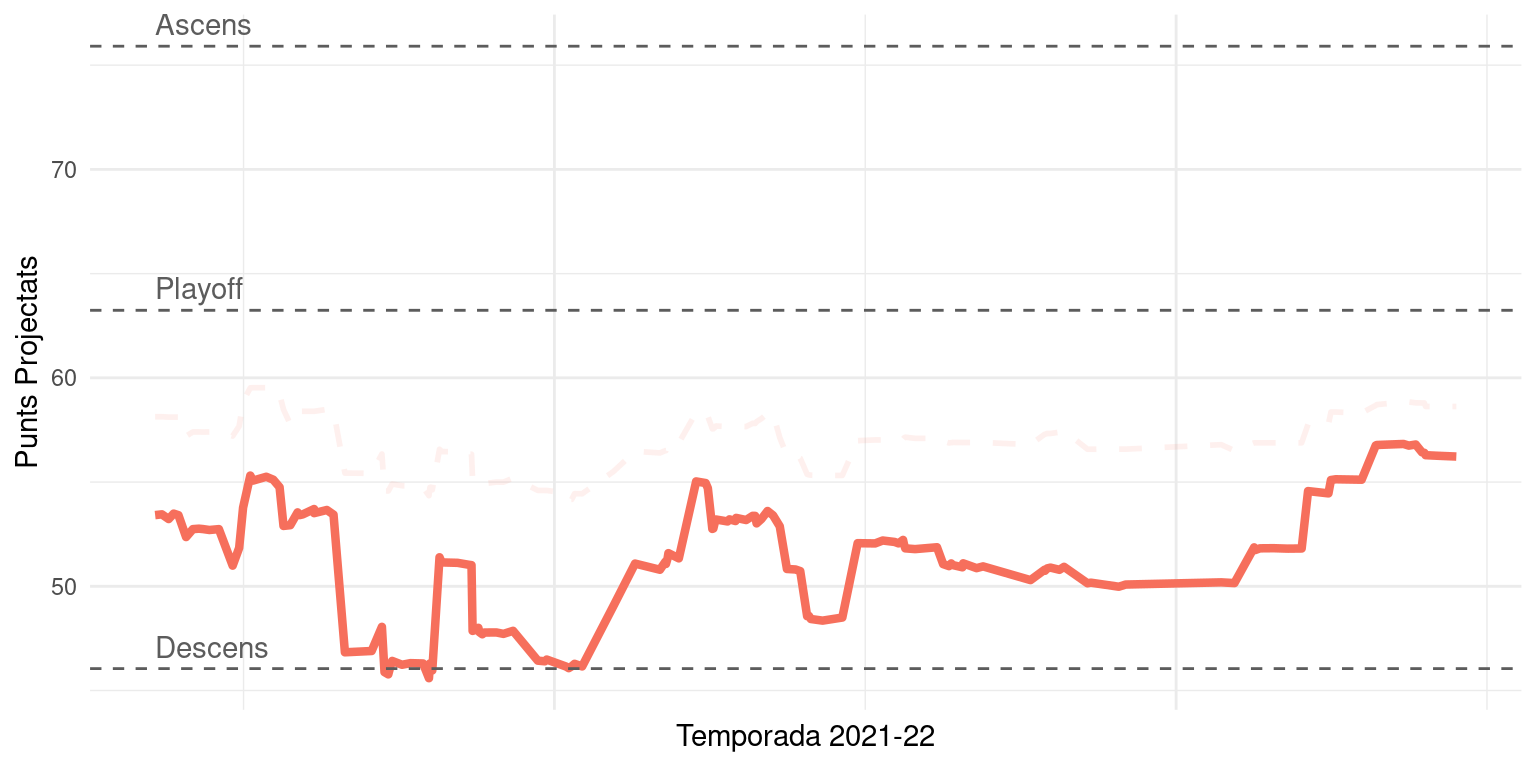 Ascens
70
Playoff
60
50
Descens
Punts Projectats
Temporada 2021-22